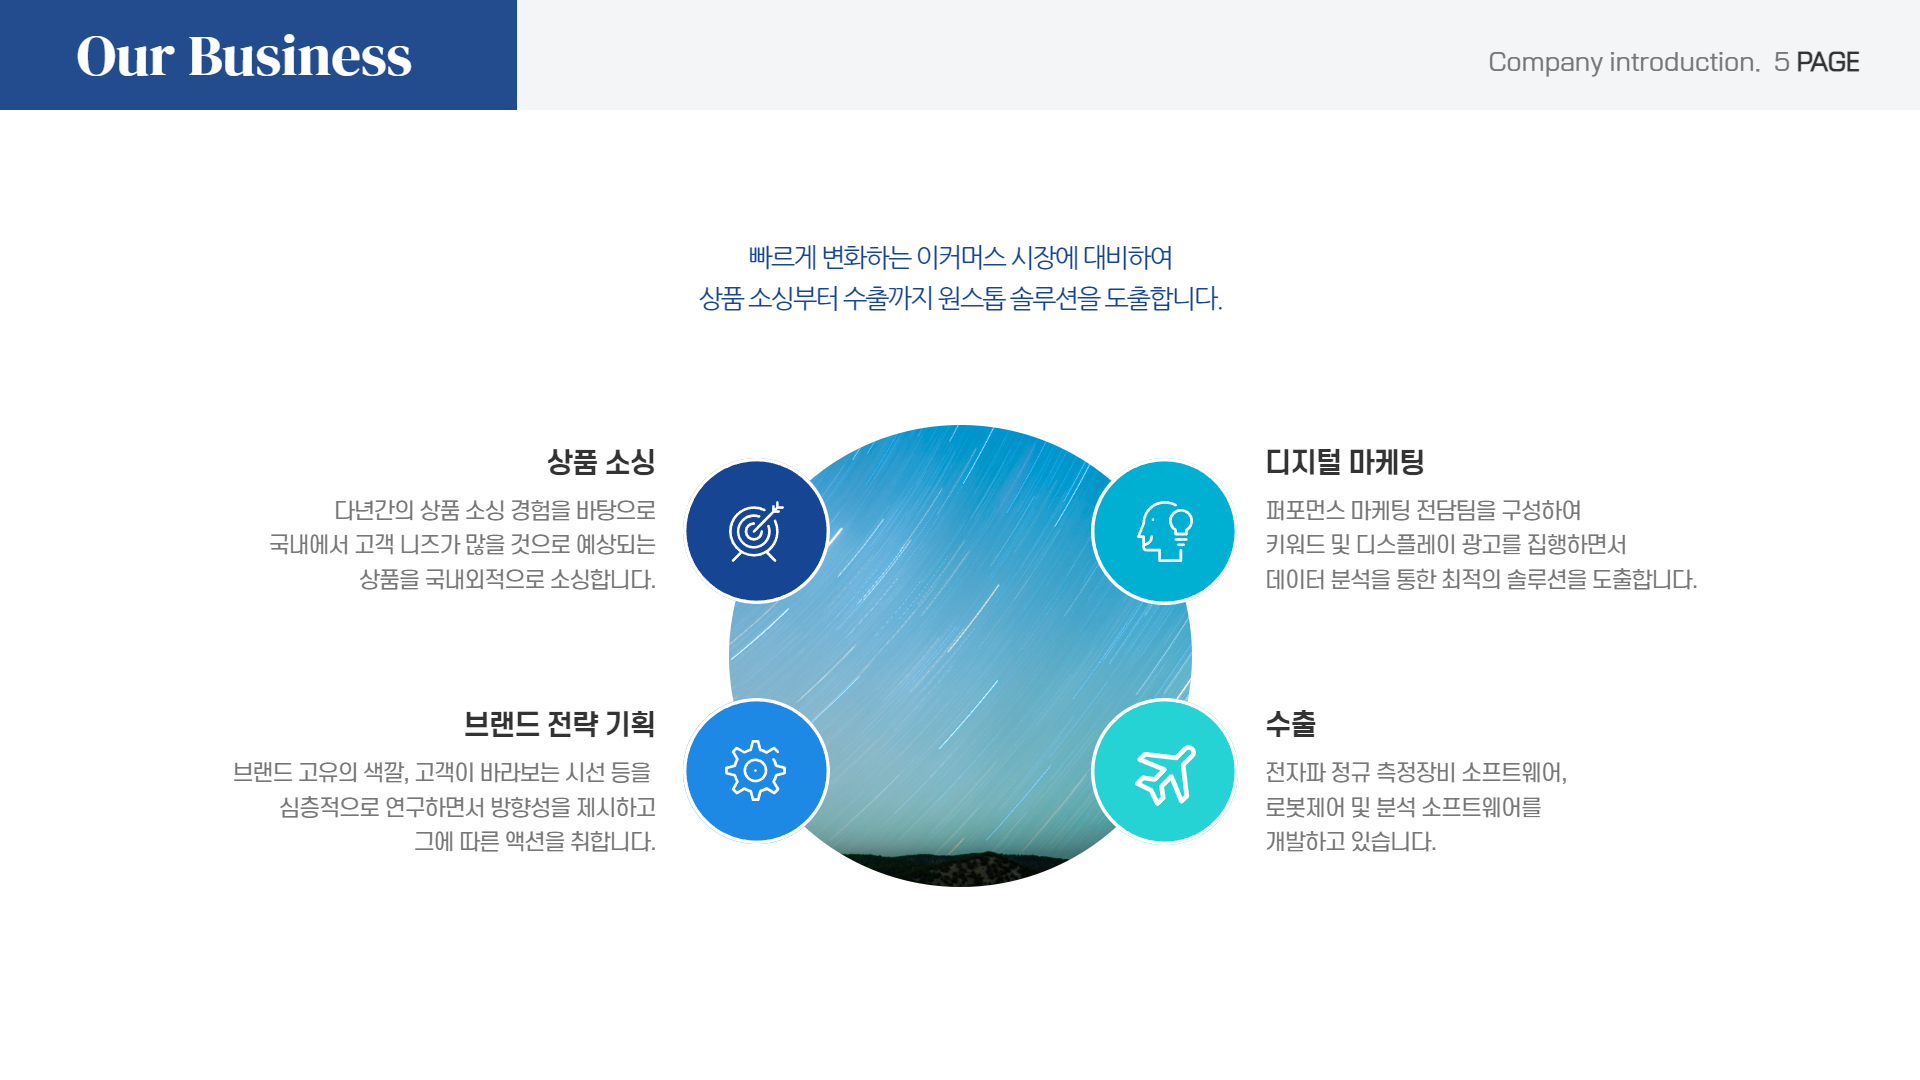 Our Business
Company introduction. 5 PAGE
빠르게 변화하는 이커머스 시장에 대비하여
상품 소싱부터 수출까지 원스톱 솔루션을 도출합니다.
상품 소싱
다년간의 상품 소싱 경험을 바탕으로
국내에서 고객 니즈가 많을 것으로 예상되는
상품을 국내외적으로 소싱합니다.
디지털 마케팅
퍼포먼스 마케팅 전담팀을 구성하여
키워드 및 디스플레이 광고를 집행하면서
데이터 분석을 통한 최적의 솔루션을 도출합니다.
브랜드 전략 기획
브랜드 고유의 색깔, 고객이 바라보는 시선 등을
심층적으로 연구하면서 방향성을 제시하고
그에 따른 액션을 취합니다.
수출
전자파 정규 측정장비 소프트웨어,
로봇제어 및 분석 소프트웨어를
개발하고 있습니다.